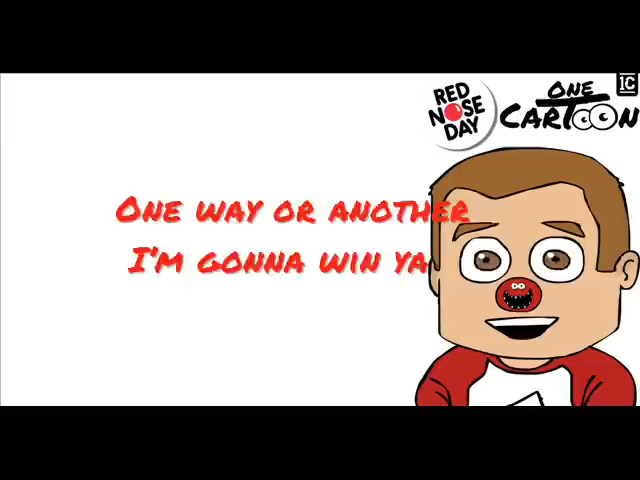 RED
NOSE
DAY
ONE
CARTOON
1C
ONE WAY OR ANOTHER
I'M GONNA WIN YA